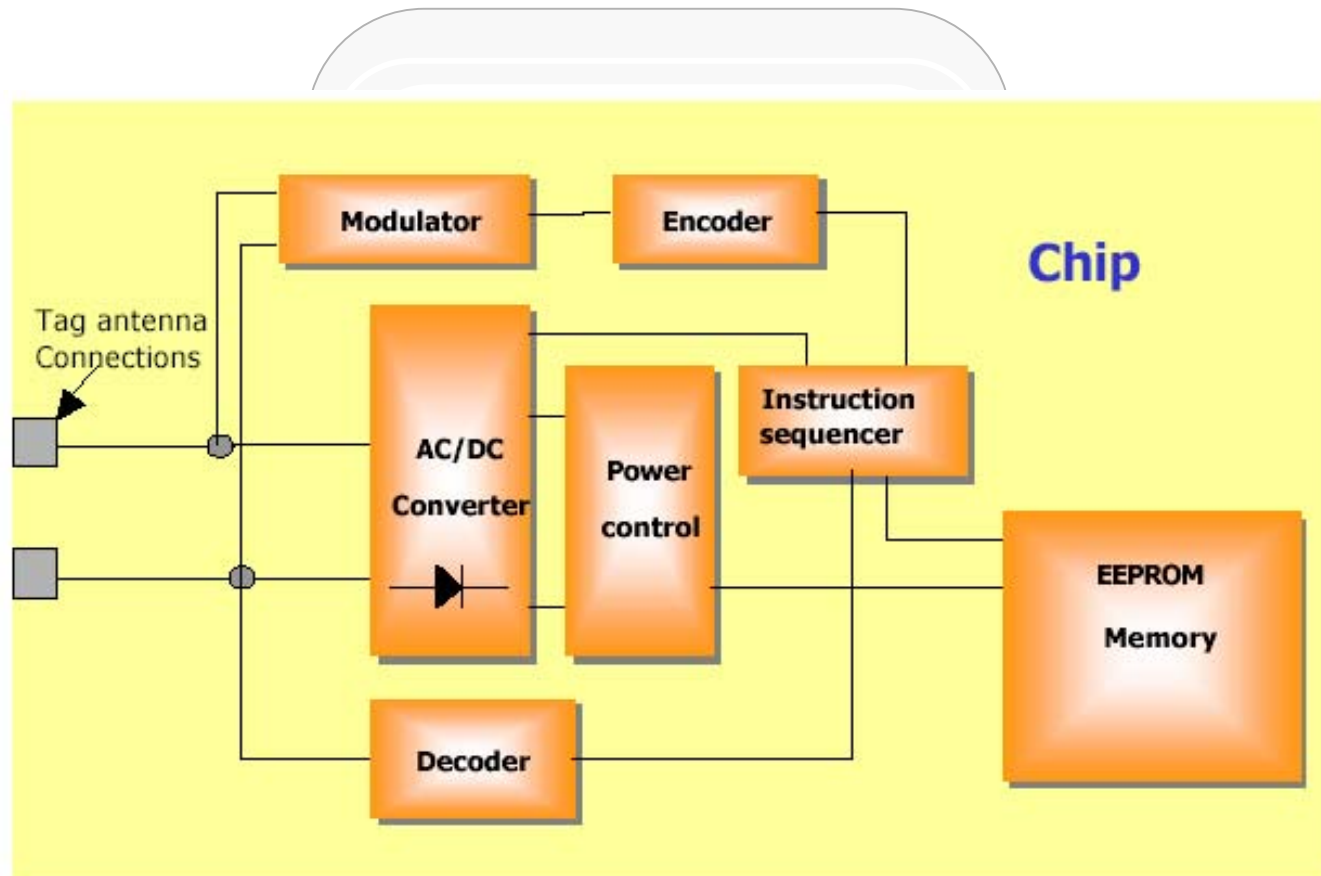 Modulator
Encoder
Chip
Tag antenna
Connections
Instruction
sequencer
AC/DC
Converter
Power
control
EEPROM
Memory
Decoder